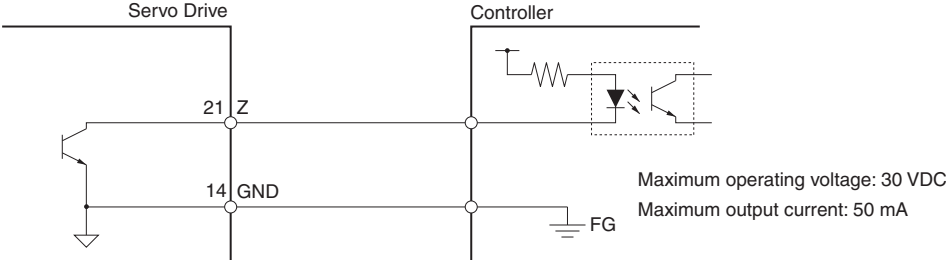 Servo Drive
Controller
21 Z
14 GND
FG
Maximum operating voltage: 30 VDC
Maximum output current: 50 mA